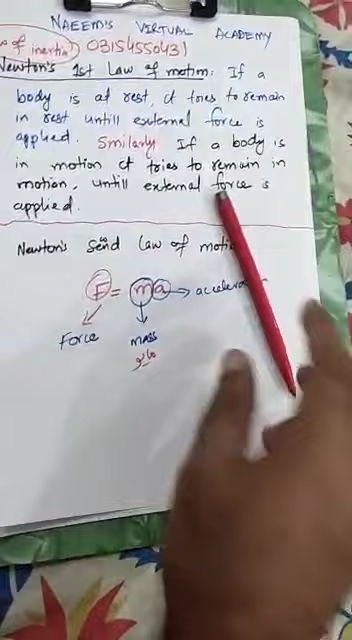 NAEEM'S VIRTUAL ACADEMY
of inertia) 03154550431
Newton's 1st Law of motion: If a
body is at rest, it tries to remain
in rest untill external force is
applied. Smilarly If a body is
in motion it tries to remain in
motion, untill external force is
applied.
Newton's Law of moti
F = ma → accelera
Force mass